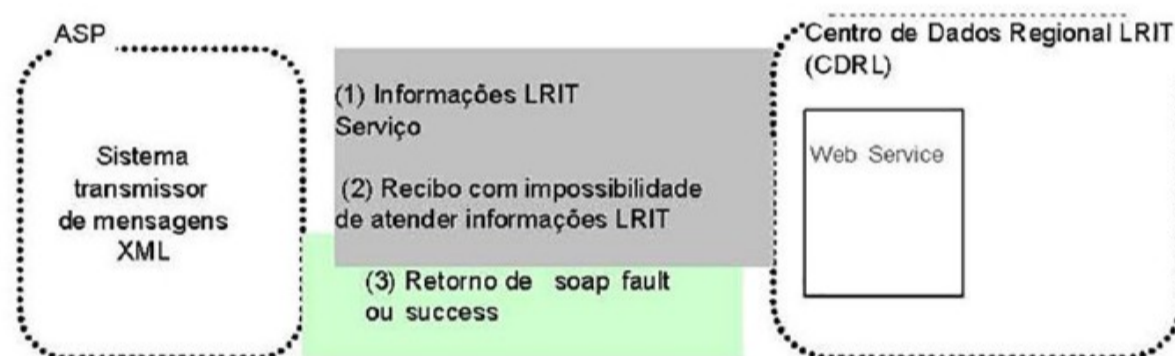 ASP
Sistema
transmissor
de mensagens
XML
(1) Informações LRIT
Serviço
(2) Recibo com impossibilidade
de atender informações LRIT
(3) Retorno de soap fault
ou success
Centro de Dados Regional LRIT
(CDRL)
Web Service